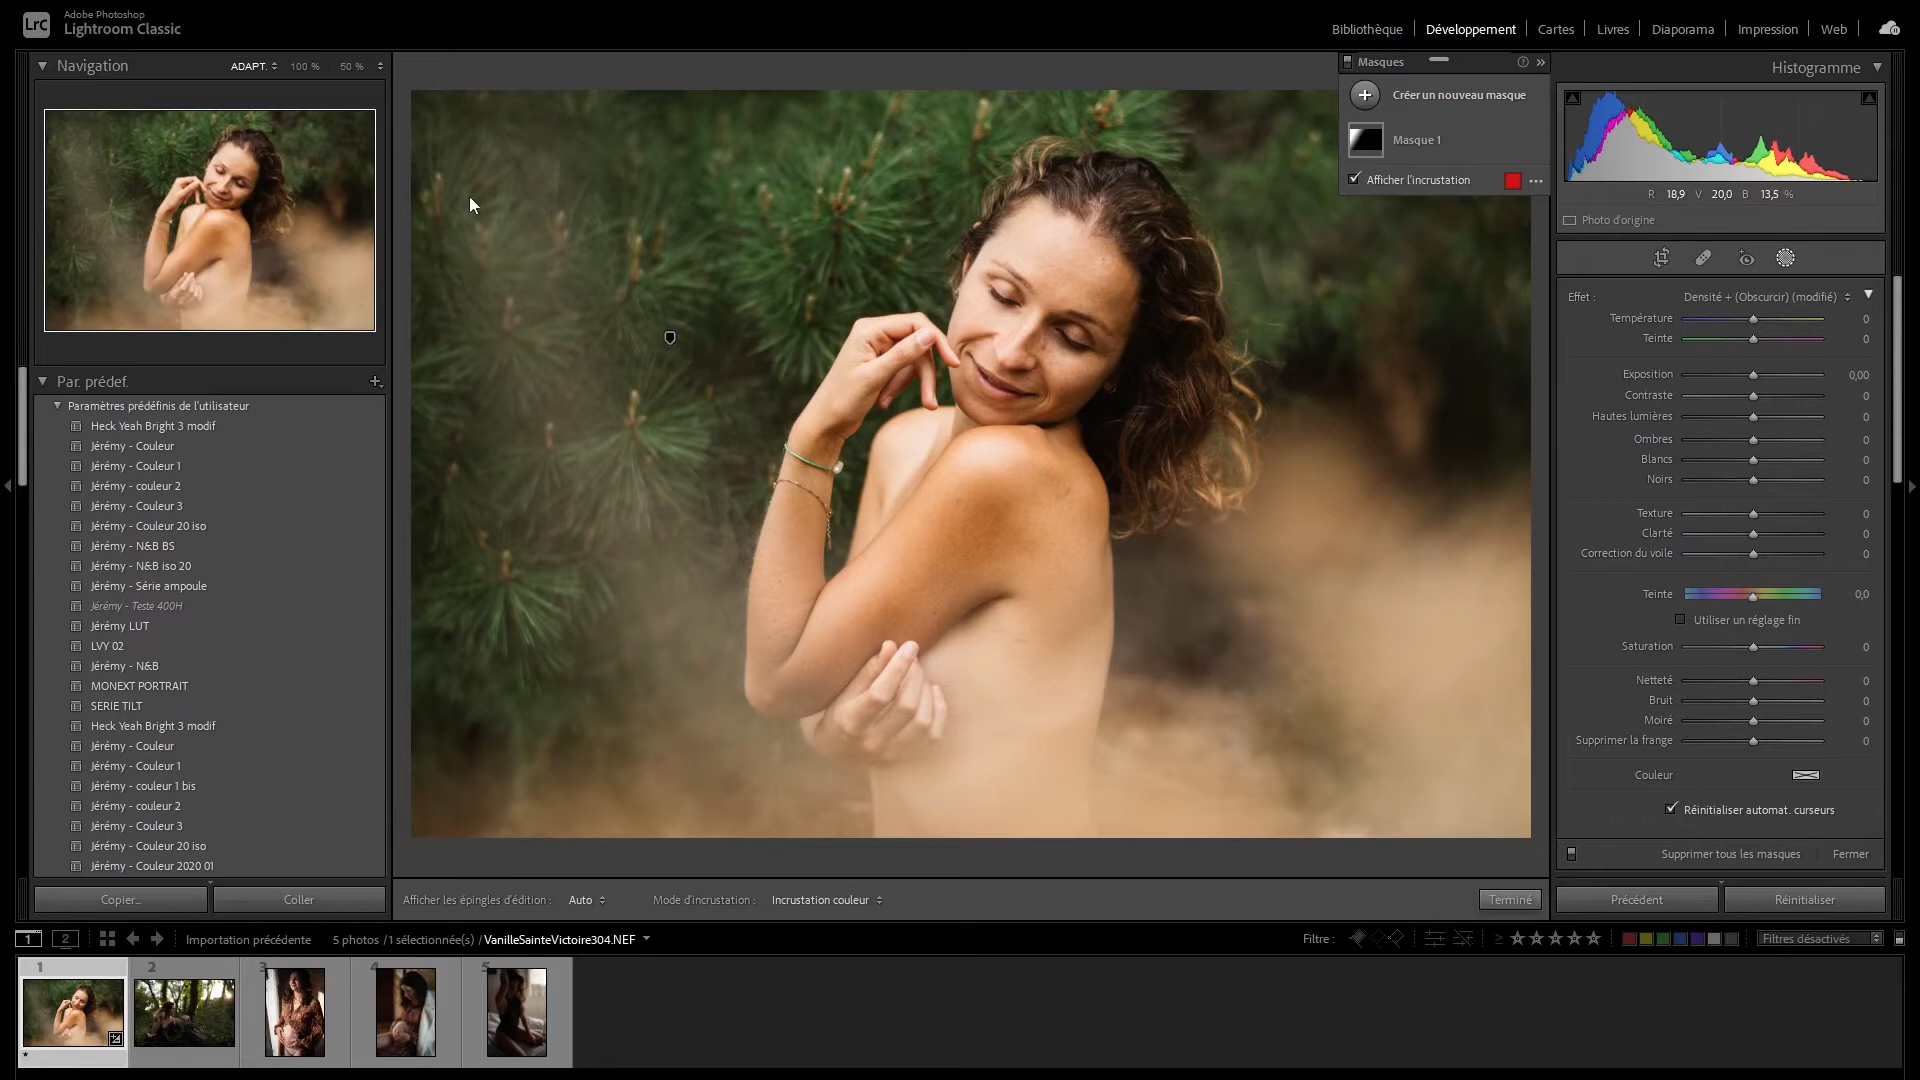 Lrc
Adobe Photoshop
Lightroom Classic
Bibliothèque | Développement | Cartes | Livres | Diaporama | Impression | Web
Navigation ADAPT. 100 % 50 %
Par. prédéf.
Paramètres prédéfinis de l'utilisateur
Heck Yeah Bright 3 modif
Jérémy - Couleur
Jérémy - Couleur 1
Jérémy - couleur 2
Jérémy - Couleur 3
Jérémy - Couleur 20 iso
Jérémy - N&B BS
Jérémy - N&B iso 20
Jérémy - Série ampoule
Jérémy - Teste 400H
Jérémy LUT
LVY 02
Jérémy - N&B
MONEXT PORTRAIT
SERIE TILT
Heck Yeah Bright 3 modif
Jérémy - Couleur
Jérémy - Couleur 1
Jérémy - couleur 1 bis
Jérémy - couleur 2
Jérémy - Couleur 3
Jérémy - Couleur 20 iso
Jérémy - Couleur 2020 01
Copier... Coller
Masques
Créer un nouveau masque
Masque 1
Afficher l'incrustation
Afficher les épingles d'édition : Auto Mode d'incrustation : Incrustation couleur Terminé
Histogramme
R 18,9 V 20,0 B 13,5 %
Photo d'origine
Effet : Densité + (Obscurcir) (modifié)
Température 0
Teinte 0
Exposition 0,00
Contraste 0
Hautes lumières 0
Ombres 0
Blancs 0
Noirs 0
Texture 0
Clarté 0
Correction du voile 0
Teinte 0,0
Utiliser un réglage fin
Saturation 0
Netteté 0
Bruit 0
Moiré 0
Supprimer la frange 0
Couleur
Réinitialiser automat. curseurs
Supprimer tous les masques Fermer
Précédent Réinitialiser
1 2 Importation précédente 5 photos /1 sélectionnée(s) /VanilleSainteVictoire304.NEF Filtre : ≥ Filtres désactivés
1 2 3 4 5